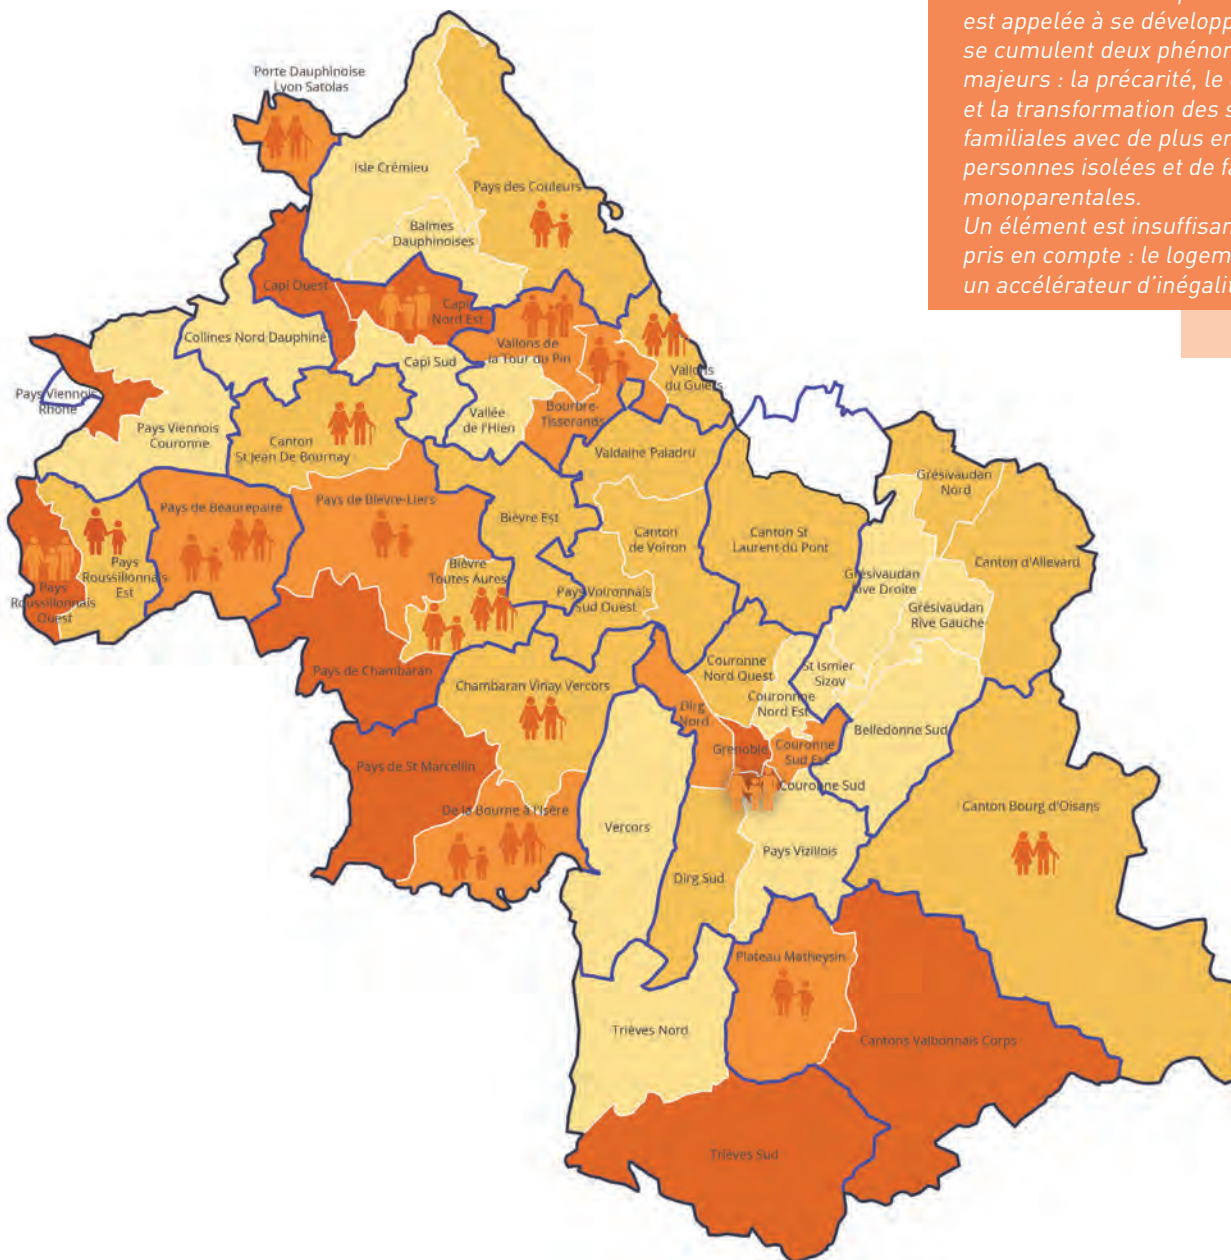 est appelée à se développ
se cumulent deux phénor
majeurs : la précarité, le
et la transformation des s
familiales avec de plus er
personnes isolées et de fa
monoparentales.
Un élément est insuffisan
pris en compte : le logem
un accélérateur d'inégalit
Porte Dauphinoise
Lyon Satolas
Isle Crémieu
Pays des Couleurs
Balmes
Dauphinoises
Capi Ouest
Capi
Nord Est
Collines Nord Dauphiné
Capi Sud
Vallons de
la Tour du Pin
Vallons
du Guiers
Pays Viennois
Rhône
Pays Viennois
Couronne
Canton
St Jean De Bournay
Vallée
de l'Hien
Bourbre-
Tisserands
Valdaine Paladru
Grésivaudan
Nord
Pays de Beaurepaire
Pays de Bièvre-Liers
Bièvre Est
Canton
de Voiron
Canton St
Laurent du Pont
Canton d'Allevard
Pays
Roussillonnais
Est
Pays
Roussillonnais
Ouest
Bièvre
Toutes Aures
Pays Voironnais
Sud Ouest
Grésivaudan
Rive Droite
Grésivaudan
Rive Gauche
Pays de Chambaran
Chambaran Vinay Vercors
Couronne
Nord Ouest
St Ismier
Sizov
Couronnne
Nord Est
Dirg
Nord
Belledonne Sud
Grenoble
Couronne
Sud Est
Couronne Sud
Pays de St Marcellin
De la Bourne à l'Isère
Vercors
Canton Bourg d'Oisans
Pays Vizillois
Dirg Sud
Plateau Matheysin
Trièves Nord
Cantons Valbonnais Corps
Trièves Sud